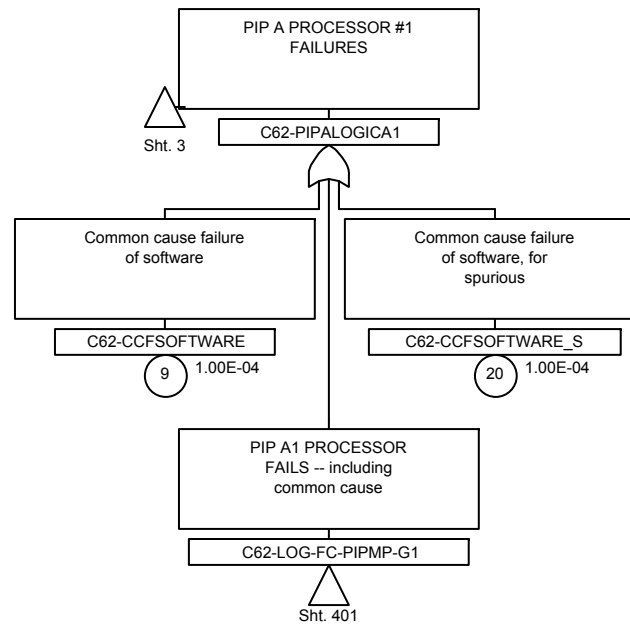 PIP A PROCESSOR #1
FAILURES
Sht. 3
C62-PIPALOGICA1
Common cause failure
of software
C62-CCFSOFTWARE
9
1.00E-04
Common cause failure
of software, for
spurious
C62-CCFSOFTWARE_S
20
1.00E-04
PIP A1 PROCESSOR
FAILS -- including
common cause
C62-LOG-FC-PIPMP-G1
Sht. 401